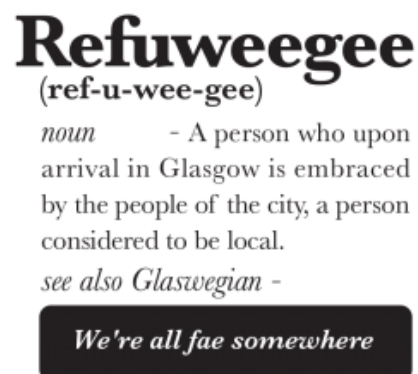 Refuweegee
(ref-u-wee-gee)
noun - A person who upon
arrival in Glasgow is embraced
by the people of the city, a person
considered to be local.
see also Glaswegian -
We're all fae somewhere